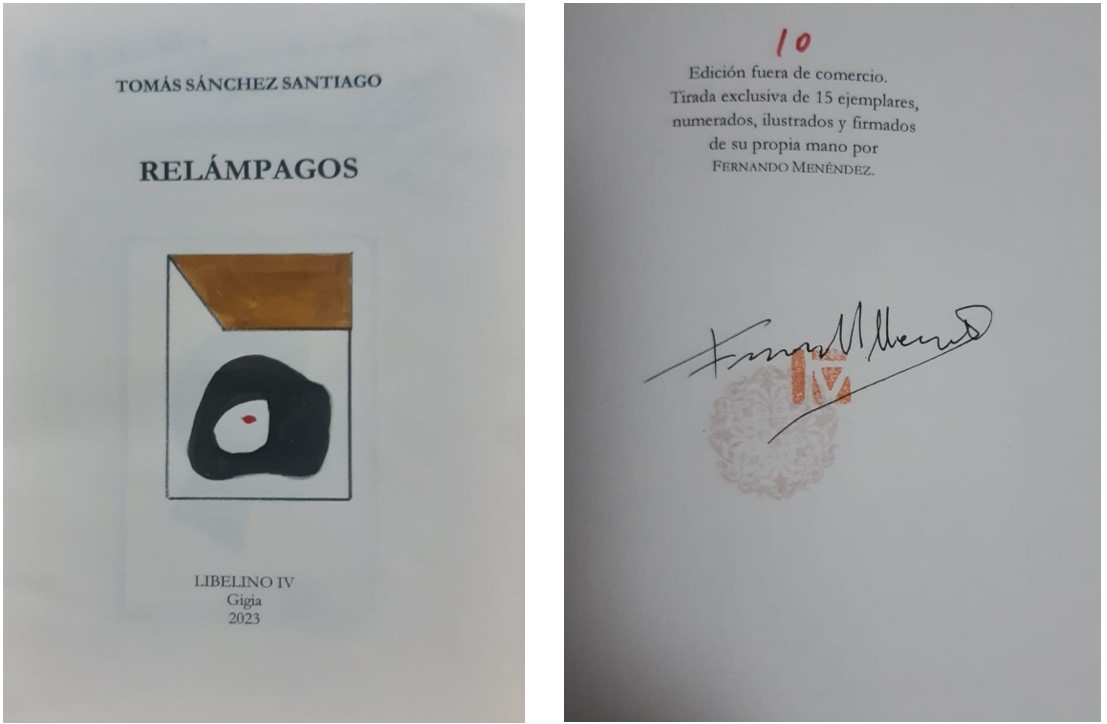 TOMÁS SÁNCHEZ SANTIAGO
RELÁMPAGOS
LIBELINO IV
Gigia
2023
10
Edición fuera de comercio.
Tirada exclusiva de 15 ejemplares,
numerados, ilustrados y firmados
de su propia mano por
FERNANDO MENÉNDEZ.
IV